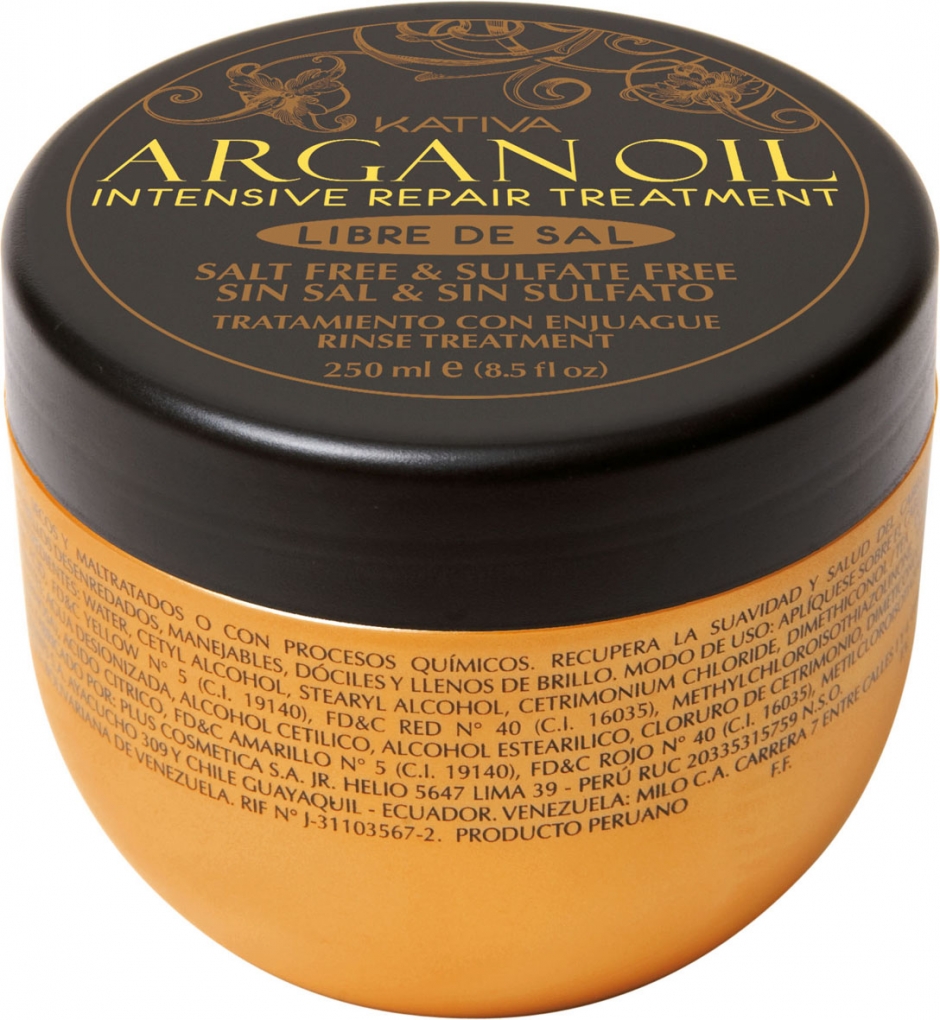 KATIVA
ARGAN OIL
INTENSIVE REPAIR TREATMENT
LIBRE DE SAL
SALT FREE & SULFATE FREE
SIN SAL & SIN SULFATO
TRATAMIENTO CON ENJUAGUE
RINSE TREATMENT
250 ml e (8.5 fl oz)
Y MALTRATADOS O CON PROCESOS QUÍMICOS. RECUPERA LA SUAVIDAD Y SALUD DEL
DESENREDADOS, MANEJABLES, DÓCILES Y LLENOS DE BRILLO. MODO DE USO: APLÍQUESE SOBRE
WATER, CETYL ALCOHOL, STEARYL ALCOHOL, CETRIMONIUM CHLORIDE, DIMETHICONOL,
FD&C YELLOW N° 5 (C.I. 19140), FD&C RED N° 40 (C.I. 16035), METHYLCHLOROISOTHIAZOLINONE
AGUA DESIONIZADA, ALCOHOL CETILICO, ALCOHOL ESTEARILICO, CLORURO DE CETRIMONIO,
ACIDO CITRICO, FD&C AMARILLO N° 5 (C.I. 19140), FD&C ROJO N° 40 (C.I. 16035),
POR: PLUS COSMETICA S.A. JR. HELIO 5647 LIMA 39 - PERÚ RUC 20335315759 N.S.O.
AYACUCHO 309 Y CHILE GUAYAQUIL - ECUADOR. VENEZUELA: MILO C.A. CARRERA 7 ENTRE CALLES
DE VENEZUELA. RIF N° J-31103567-2. PRODUCTO PERUANO F.F.